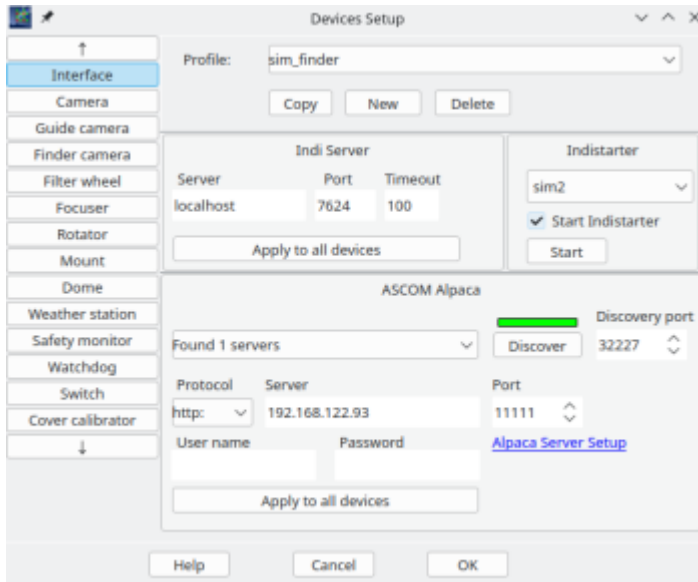 Devices Setup
↑
Interface
Camera
Guide camera
Finder camera
Filter wheel
Focuser
Rotator
Mount
Dome
Weather station
Safety monitor
Watchdog
Switch
Cover calibrator
↓
Profile: sim_finder
Copy New Delete
Indi Server
Server Port Timeout
localhost 7624 100
Apply to all devices
Indistarter
sim2
Start Indistarter
Start
ASCOM Alpaca
Discovery port
Found 1 servers Discover 32227
Protocol Server Port
http: 192.168.122.93 11111
User name Password Alpaca Server Setup
Apply to all devices
Help Cancel OK